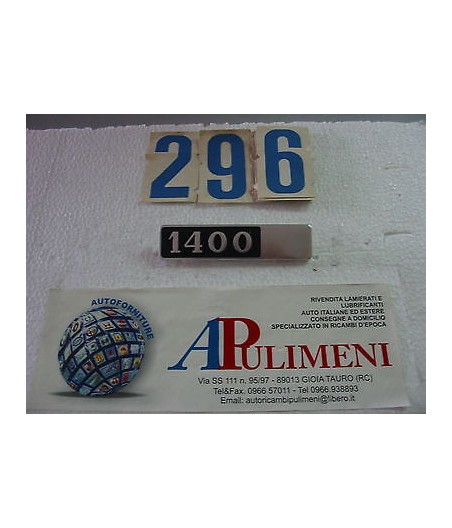 296
1400
AUTOFORNITURE
RIVENDITA LAMIERATI E
LUBRIFICANTI
AUTO ITALIANE ED ESTERE
CONSEGNE A DOMICILIO
SPECIALIZZATO IN RICAMBI D'EPOCA
APULIMENI
Via SS 111 n. 95/97 - 89013 GIOIA TAURO (RC)
Tel&Fax. 0966 57011 - Tel 0966.938893
Email: autoricambipulimeni@libero.it